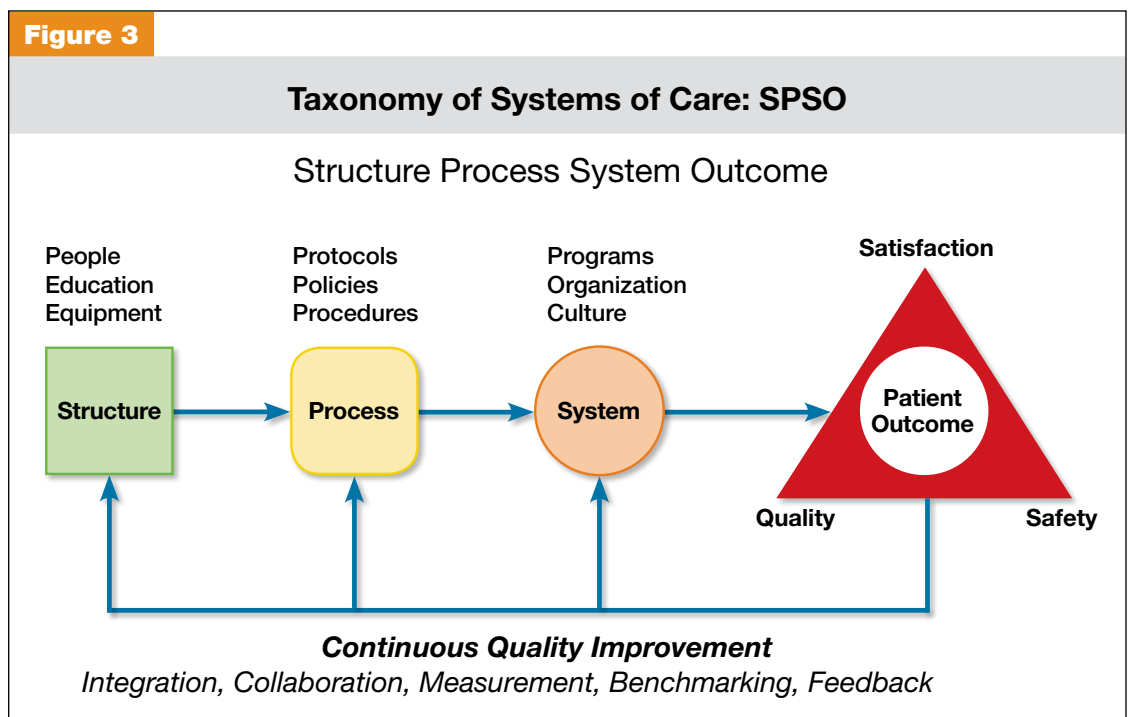 Figure 3
Taxonomy of Systems of Care: SPSO
Structure Process System Outcome
People
Education
Equipment
Protocols
Policies
Procedures
Programs
Organization
Culture
Satisfaction
Structure
Process
System
Patient
Outcome
Quality
Safety
Continuous Quality Improvement
Integration, Collaboration, Measurement, Benchmarking, Feedback